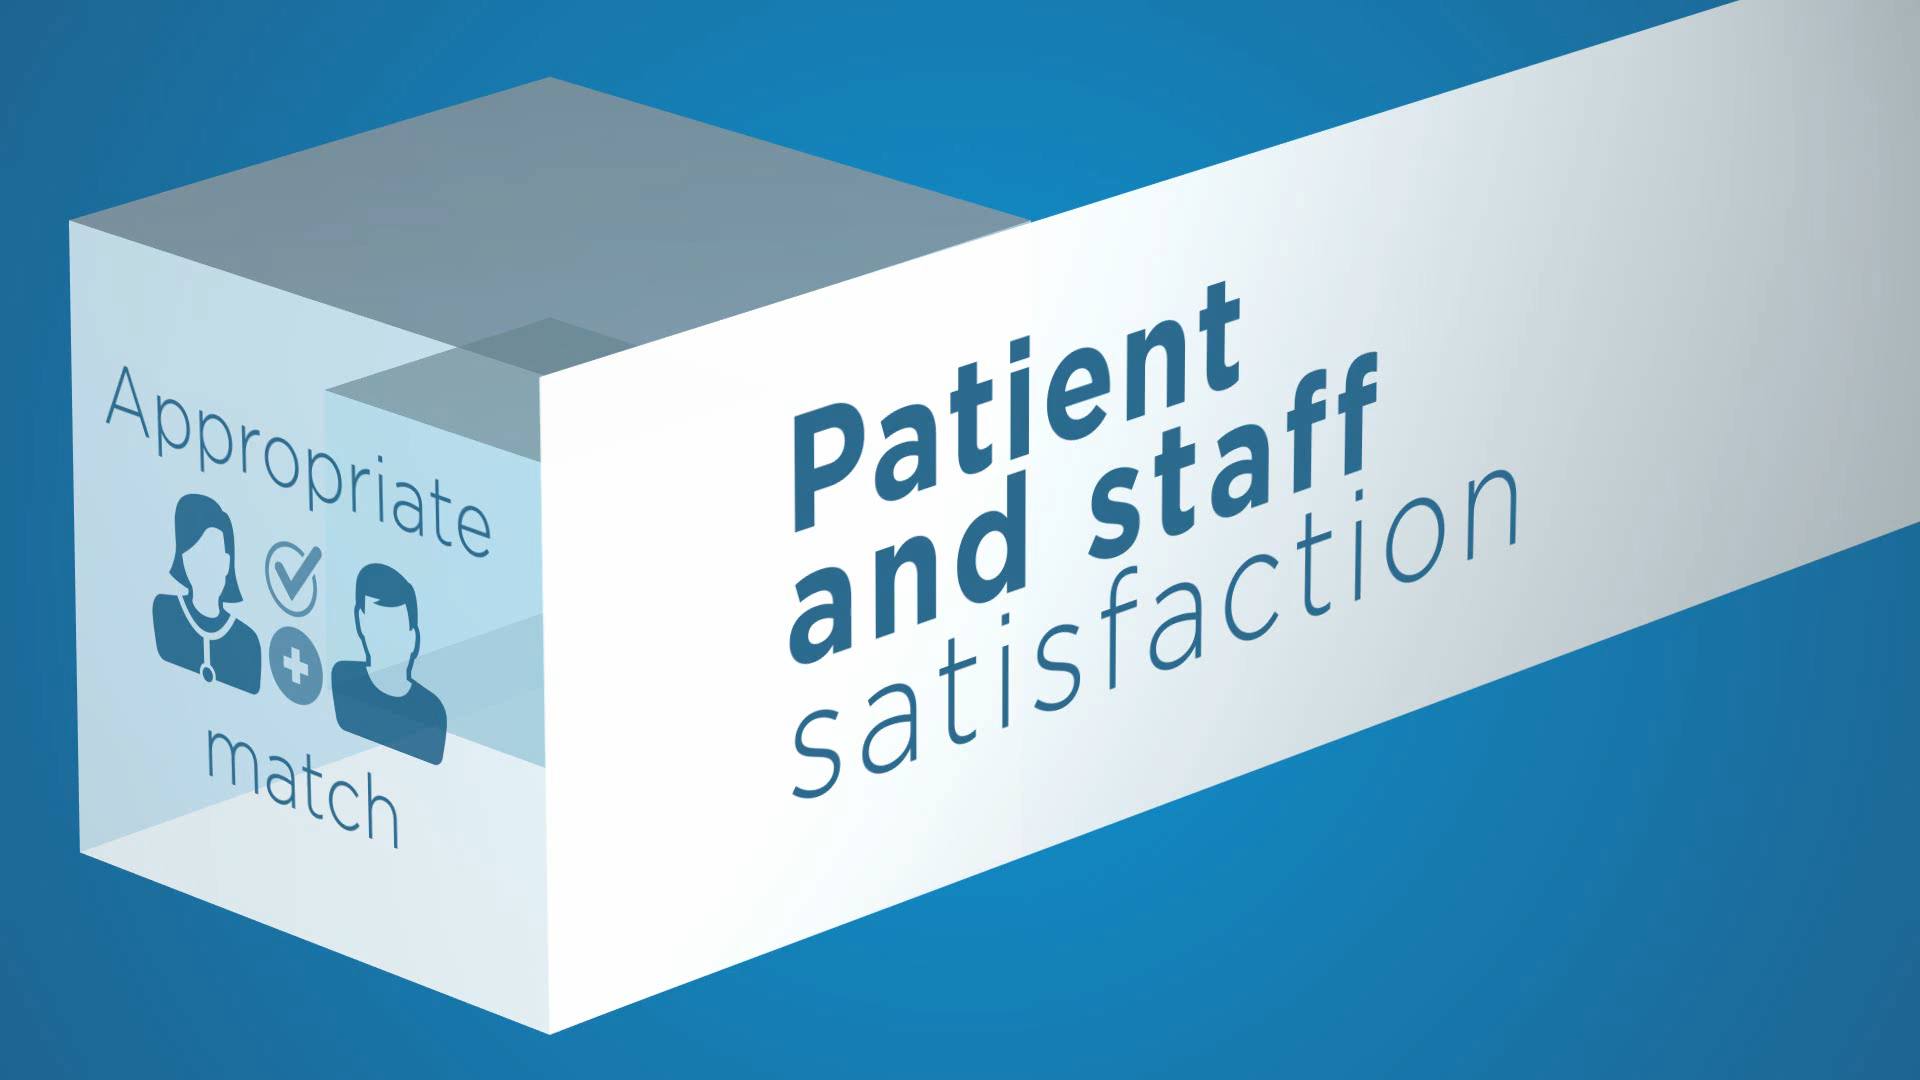 Appropriate
match
Patient
and staff
satisfaction